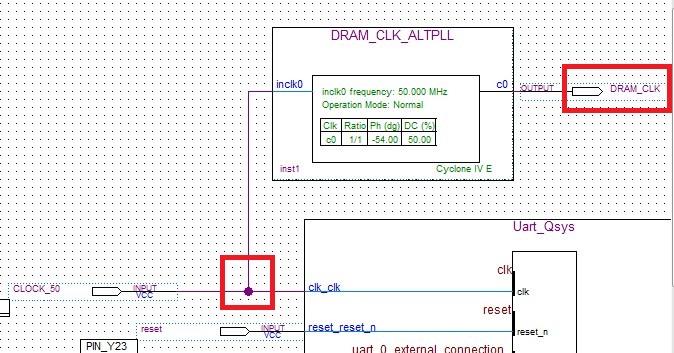 DRAM_CLK_ALTPLL
inclk0
c0
inclk0 frequency: 50.000 MHz
Operation Mode: Normal
Clk Ratio Ph (dg) DC (%)
c0 1/1 -54.00 50.00
inst1
Cyclone IV E
OUTPUT
DRAM_CLK
Uart_Qsys
CLOCK_50
INPUT
VCC
clk_clk
clk
clk
reset
INPUT
VCC
reset_reset_n
reset
reset_n
PIN_Y23
uart_0_external_connection